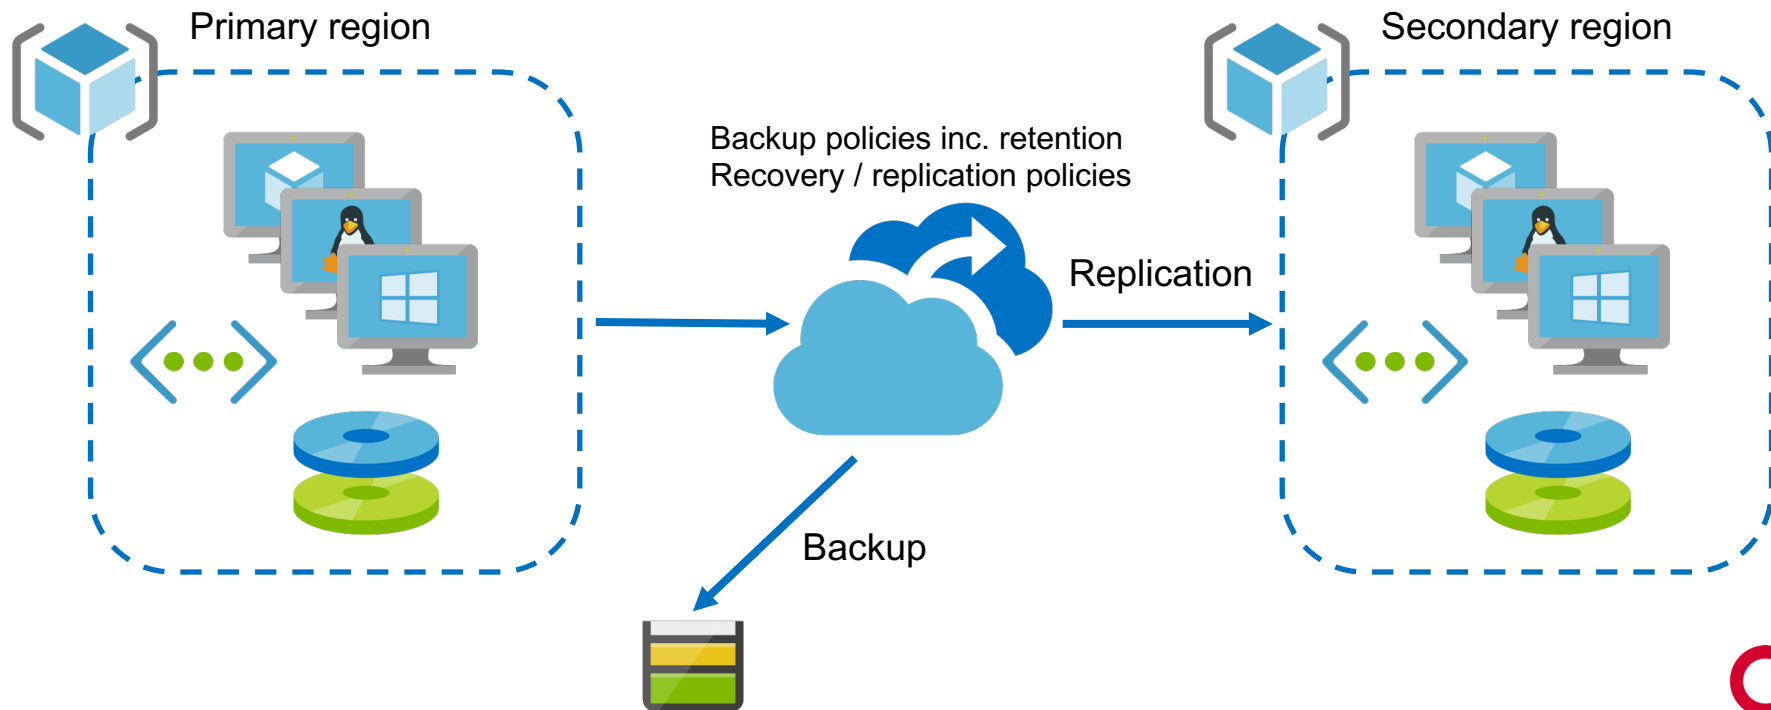 Primary region
Secondary region
Backup policies inc. retention
Recovery / replication policies
Replication
Backup